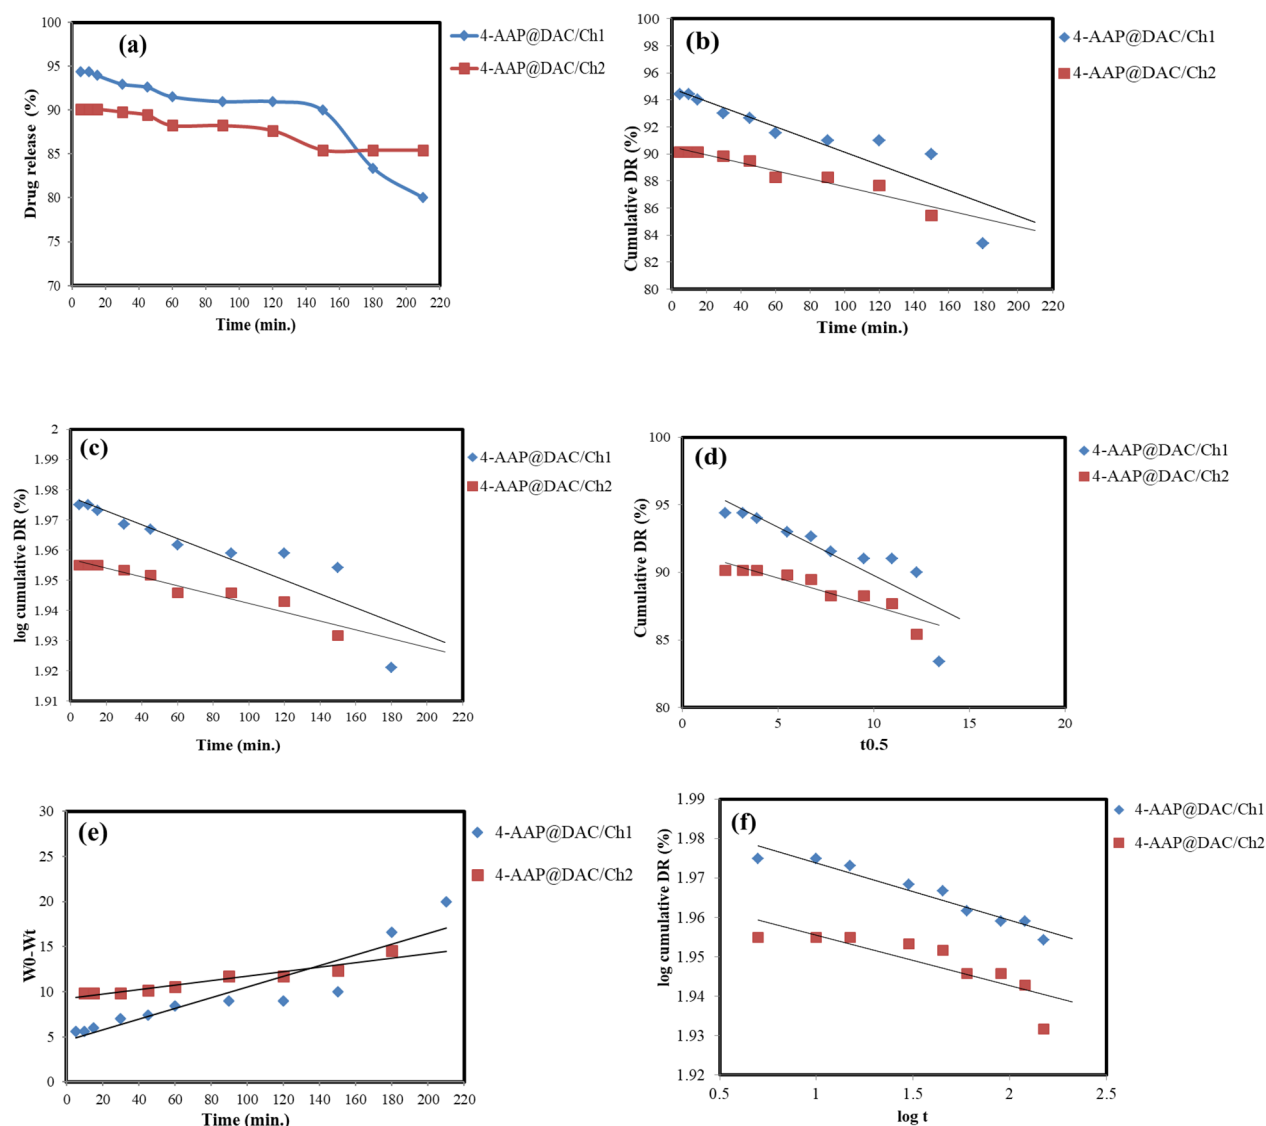 (a)
100
95
90
85
80
75
70
0 20 40 60 80 100 120 140 160 180 200 220
Drug release (%)
Time (min.)
4-AAP@DAC/Ch1
4-AAP@DAC/Ch2
(b)
100
98
96
94
92
90
88
86
84
82
80
0 20 40 60 80 100 120 140 160 180 200 220
Cumulative DR (%)
Time (min.)
4-AAP@DAC/Ch1
4-AAP@DAC/Ch2
(c)
2
1.99
1.98
1.97
1.96
1.95
1.94
1.93
1.92
1.91
0 20 40 60 80 100 120 140 160 180 200 220
log cumulative DR (%)
Time (min.)
4-AAP@DAC/Ch1
4-AAP@DAC/Ch2
(d)
100
95
90
85
80
0 5 10 15 20
Cumulative DR (%)
t0.5
4-AAP@DAC/Ch1
4-AAP@DAC/Ch2
(e)
30
25
20
15
10
5
0
0 20 40 60 80 100 120 140 160 180 200 220
W0-Wt
Time (min.)
4-AAP@DAC/Ch1
4-AAP@DAC/Ch2
(f)
1.99
1.98
1.97
1.96
1.95
1.94
1.93
1.92
0.5 1 1.5 2 2.5
log cumulative DR (%)
log t
4-AAP@DAC/Ch1
4-AAP@DAC/Ch2